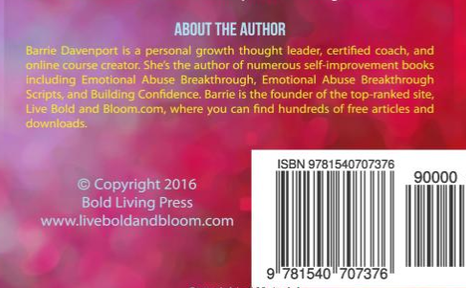 ABOUT THE AUTHOR
Barrie Davenport is a personal growth thought leader, certified coach, and
online course creator. She's the author of numerous self-improvement books
including Emotional Abuse Breakthrough, Emotional Abuse Breakthrough
Scripts, and Building Confidence. Barrie is the founder of the top-ranked site,
Live Bold and Bloom.com, where you can find hundreds of free articles and
downloads.
© Copyright 2016
Bold Living Press
www.liveboldandbloom.com
ISBN 9781540707376
90000
9 781540 707376